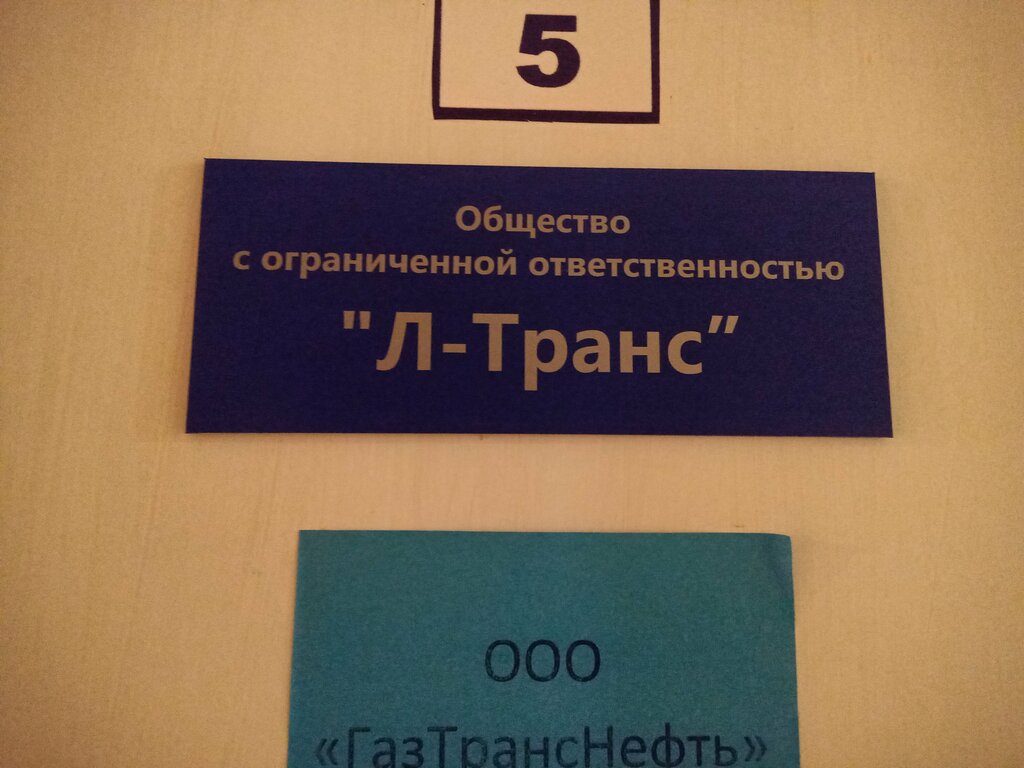 5
Общество
с ограниченной ответственностью
"Л-Транс”
ООО
«ГазТрансНефть»